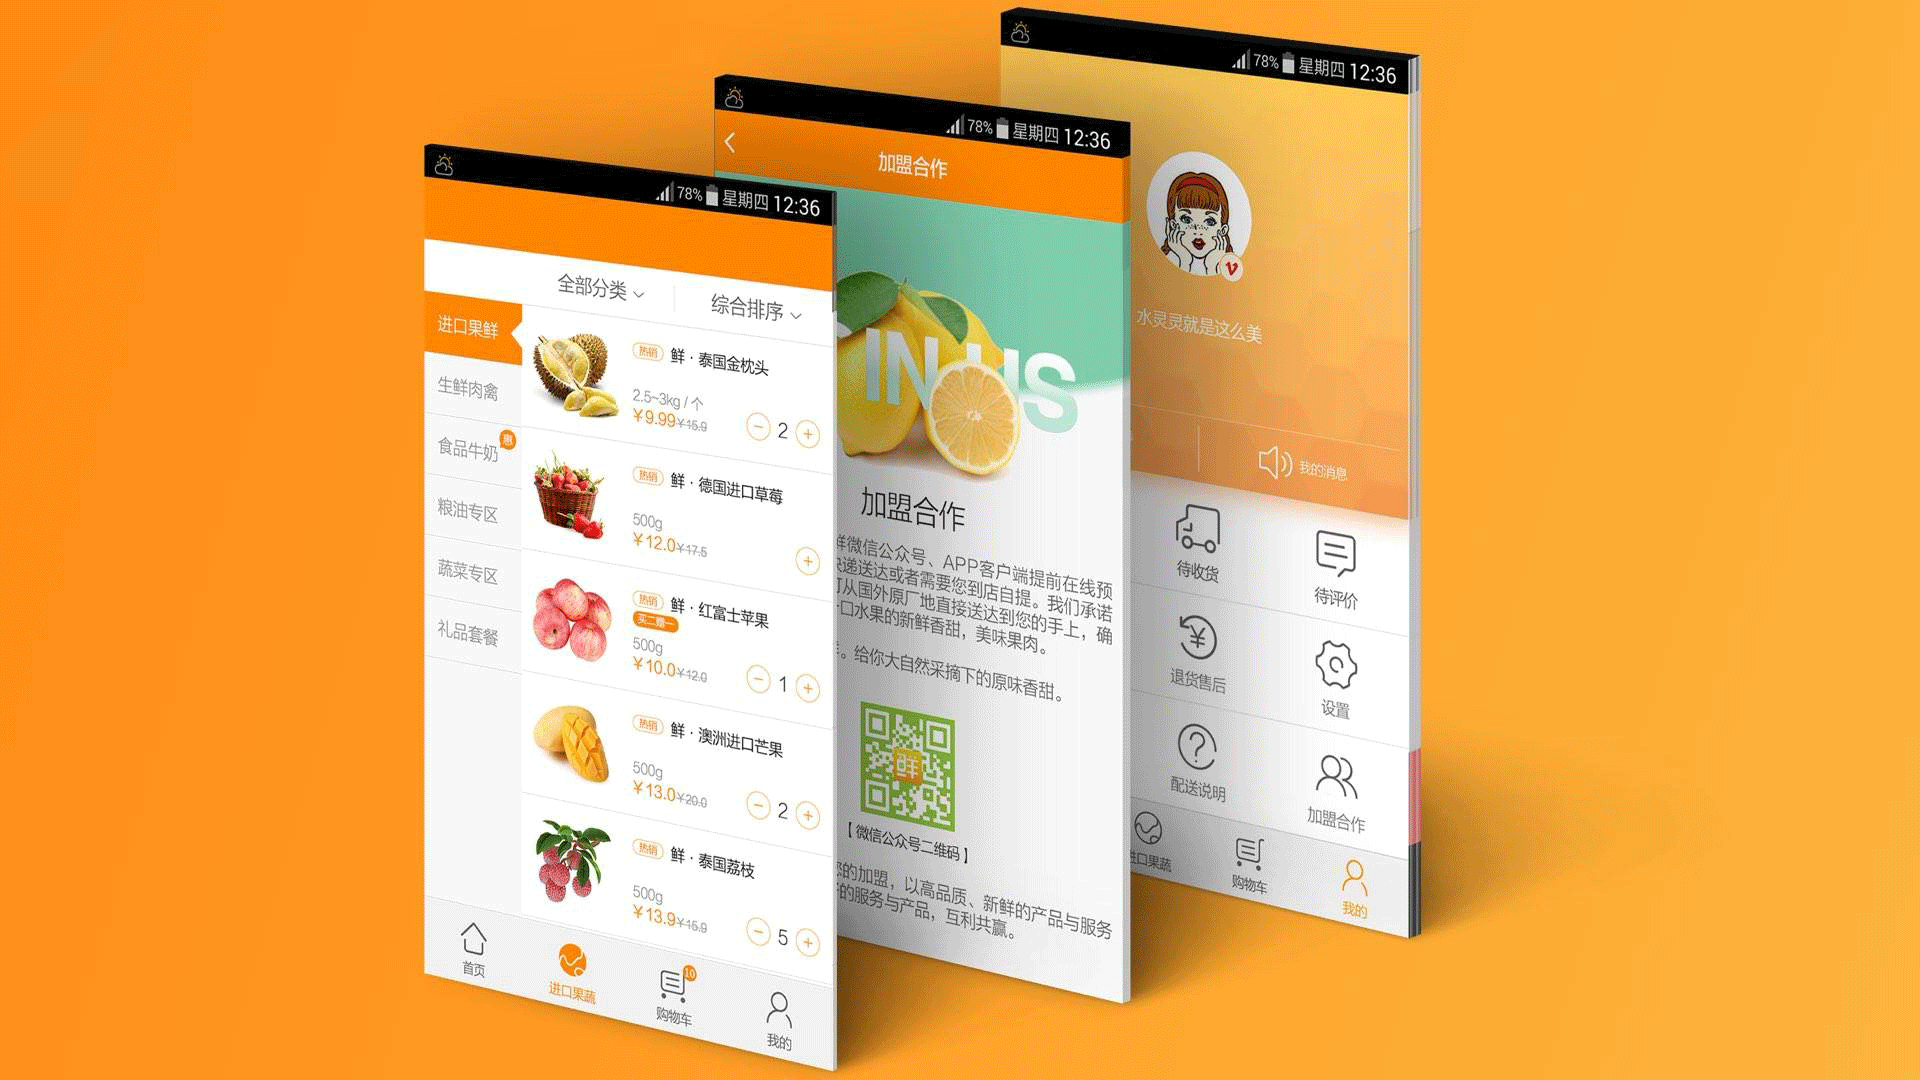 78% 星期四 12:36
全部分类
综合排序
进口果鲜
生鲜肉禽
食品牛奶
惠
粮油专区
蔬菜专区
礼品套餐
热销 鲜·泰国金枕头
2.5~3kg / 个
¥9.99 ¥15.9
2
热销 鲜·德国进口草莓
500g
¥12.0 ¥17.5
热销 鲜·红富士苹果
买二赠一
500g
¥10.0 ¥12.0
1
热销 鲜·澳洲进口芒果
500g
¥13.0 ¥20.0
2
热销 鲜·泰国荔枝
500g
¥13.9 ¥15.9
5
首页
进口果蔬
10
购物车
我的
78% 星期四 12:36
加盟合作
IN US
加盟合作
鲜微信公众号、APP客户端提前在线预
快递送达或者需要您到店自提。我们承诺
可从国外原厂地直接送达到您的手上，确
口水果的新鲜香甜，美味果肉。
。给你大自然采摘下的原味香甜。
鲜
【 微信公众号二维码 】
您的加盟，以高品质、新鲜的产品与服务
的服务与产品，互利共赢。
78% 星期四 12:36
V
水灵灵就是这么美
我的消息
待收货
待评价
退货售后
设置
配送说明
加盟合作
进口果蔬
购物车
我的